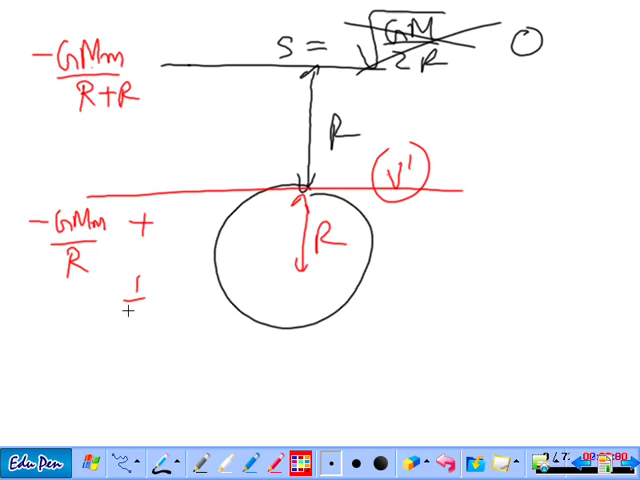 -GMm / R+R
S = √(GM / 2R) 0
R
V'
-GMm / R +
R
1
Edu Pen